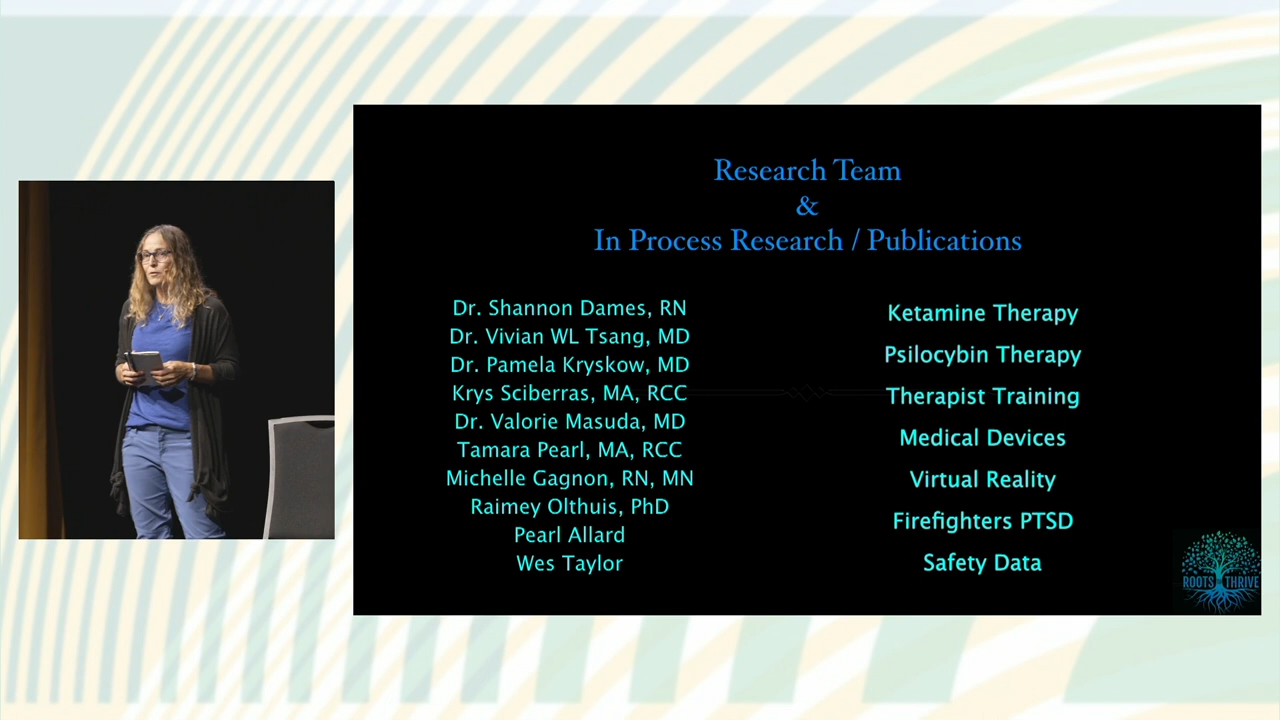 Research Team
&
In Process Research / Publications
Dr. Shannon Dames, RN
Dr. Vivian WL Tsang, MD
Dr. Pamela Kryskow, MD
Krys Sciberras, MA, RCC
Dr. Valorie Masuda, MD
Tamara Pearl, MA, RCC
Michelle Gagnon, RN, MN
Raimey Olthuis, PhD
Pearl Allard
Wes Taylor
Ketamine Therapy
Psilocybin Therapy
Therapist Training
Medical Devices
Virtual Reality
Firefighters PTSD
Safety Data
ROOTS THRIVE